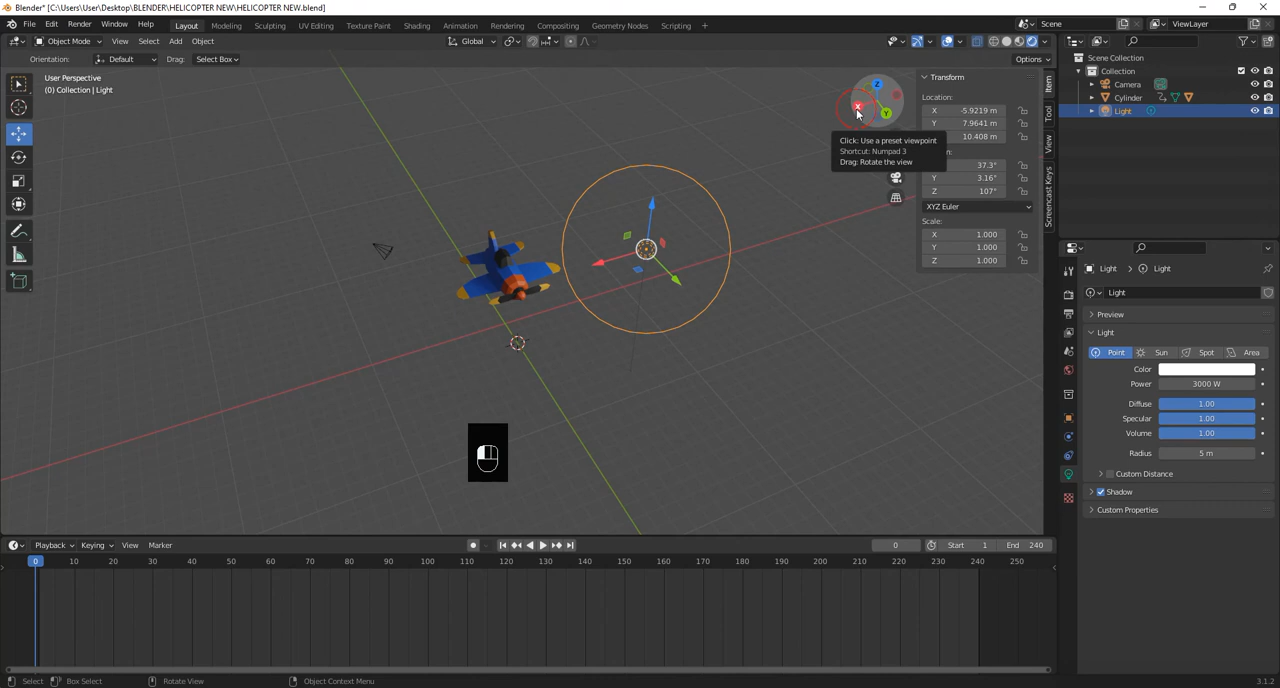 Blender* [C:\Users\User\Desktop\BLENDER\HELICOPTER NEW\HELICOPTER NEW.blend]
File Edit Render Window Help Layout Modeling Sculpting UV Editing Texture Paint Shading Animation Rendering Compositing Geometry Nodes Scripting + Scene ViewLayer
Object Mode View Select Add Object Global
Orientation: Default Drag: Select Box Options
User Perspective
(0) Collection | Light
Z
X
Y
Click: Use a preset viewpoint
Shortcut: Numpad 3
Drag: Rotate the view
Transform
Location:
X -5.9219 m
Y 7.9641 m
10.408 m
37.3°
Y 3.16°
Z 107°
XYZ Euler
Scale:
X 1.000
Y 1.000
Z 1.000
Item
Tool
View
Screencast Keys
Scene Collection
Collection
Camera
Cylinder
Light
Light > Light
Light
Preview
Light
Point Sun Spot Area
Color
Power 3000 W
Diffuse 1.00
Specular 1.00
Volume 1.00
Radius 5 m
Custom Distance
Shadow
Custom Properties
Playback Keying View Marker 0 Start 1 End 240
0 10 20 30 40 50 60 70 80 90 100 110 120 130 140 150 160 170 180 190 200 210 220 230 240 250
Select Box Select Rotate View Object Context Menu 3.1.2